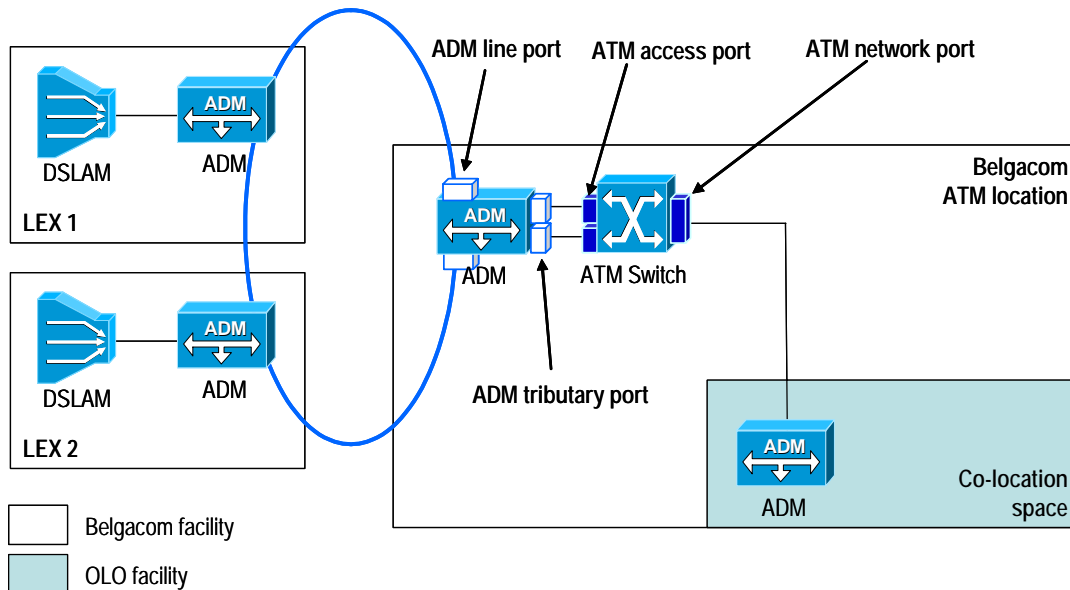 ADM line port
ATM access port
ATM network port
ADM
DSLAM
ADM
LEX 1
Belgacom
ATM location
ADM
ADM
ATM Switch
ADM
DSLAM
ADM
LEX 2
ADM tributary port
ADM
ADM
Co-location
space
Belgacom facility
OLO facility